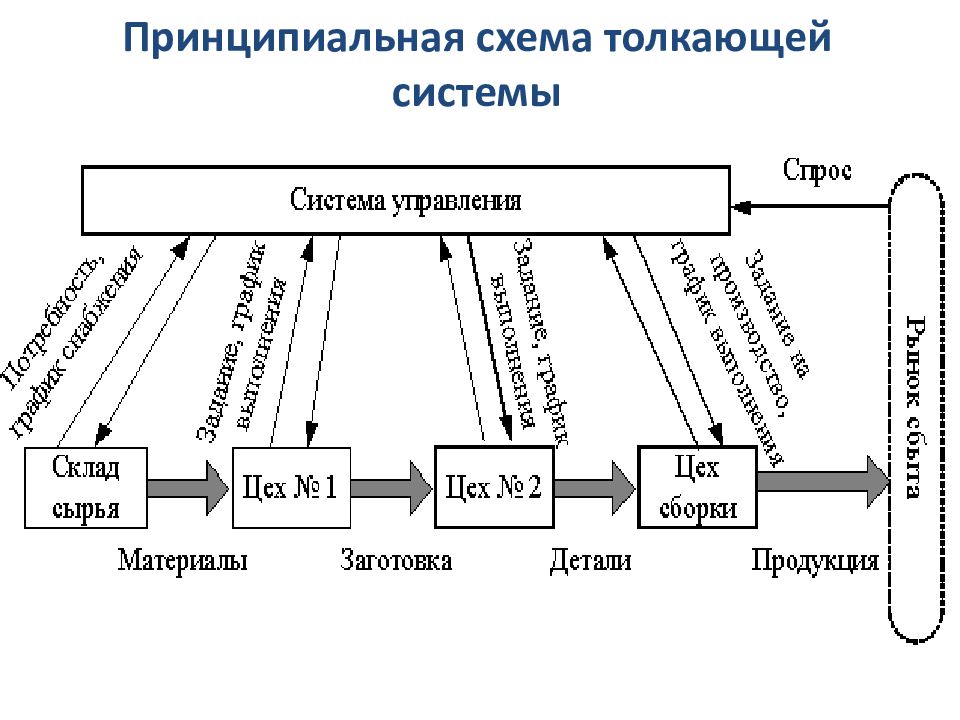 Принципиальная схема толкающей
системы
Спрос
Система управления
Потребность,
график снабжения
Задание, график
выполнения
Задание, график
выполнения
Задание на
производство,
график выполнения
Рынок сбыта
Склад
сырья
Цех № 1
Цех № 2
Цех
сборки
Материалы
Заготовка
Детали
Продукция